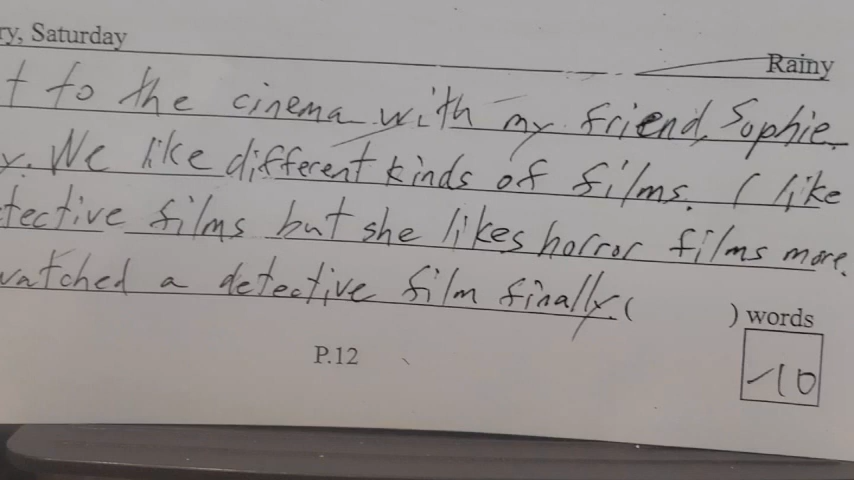 ry, Saturday
Rainy
t to the cinema with my friend, Sophie.
y. We like different kinds of films. I like
tective films but she likes horror films more.
watched a detective film finally. (
) words
P.12
-10